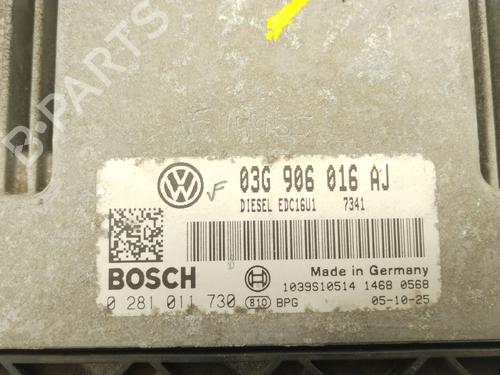 B-PARTS
03G 906 016 AJ
DIESEL EDC16U1 7341
BOSCH
Made in Germany
1039S10514 1468 0568
0 281 011 730 810 BPG 05-10-25